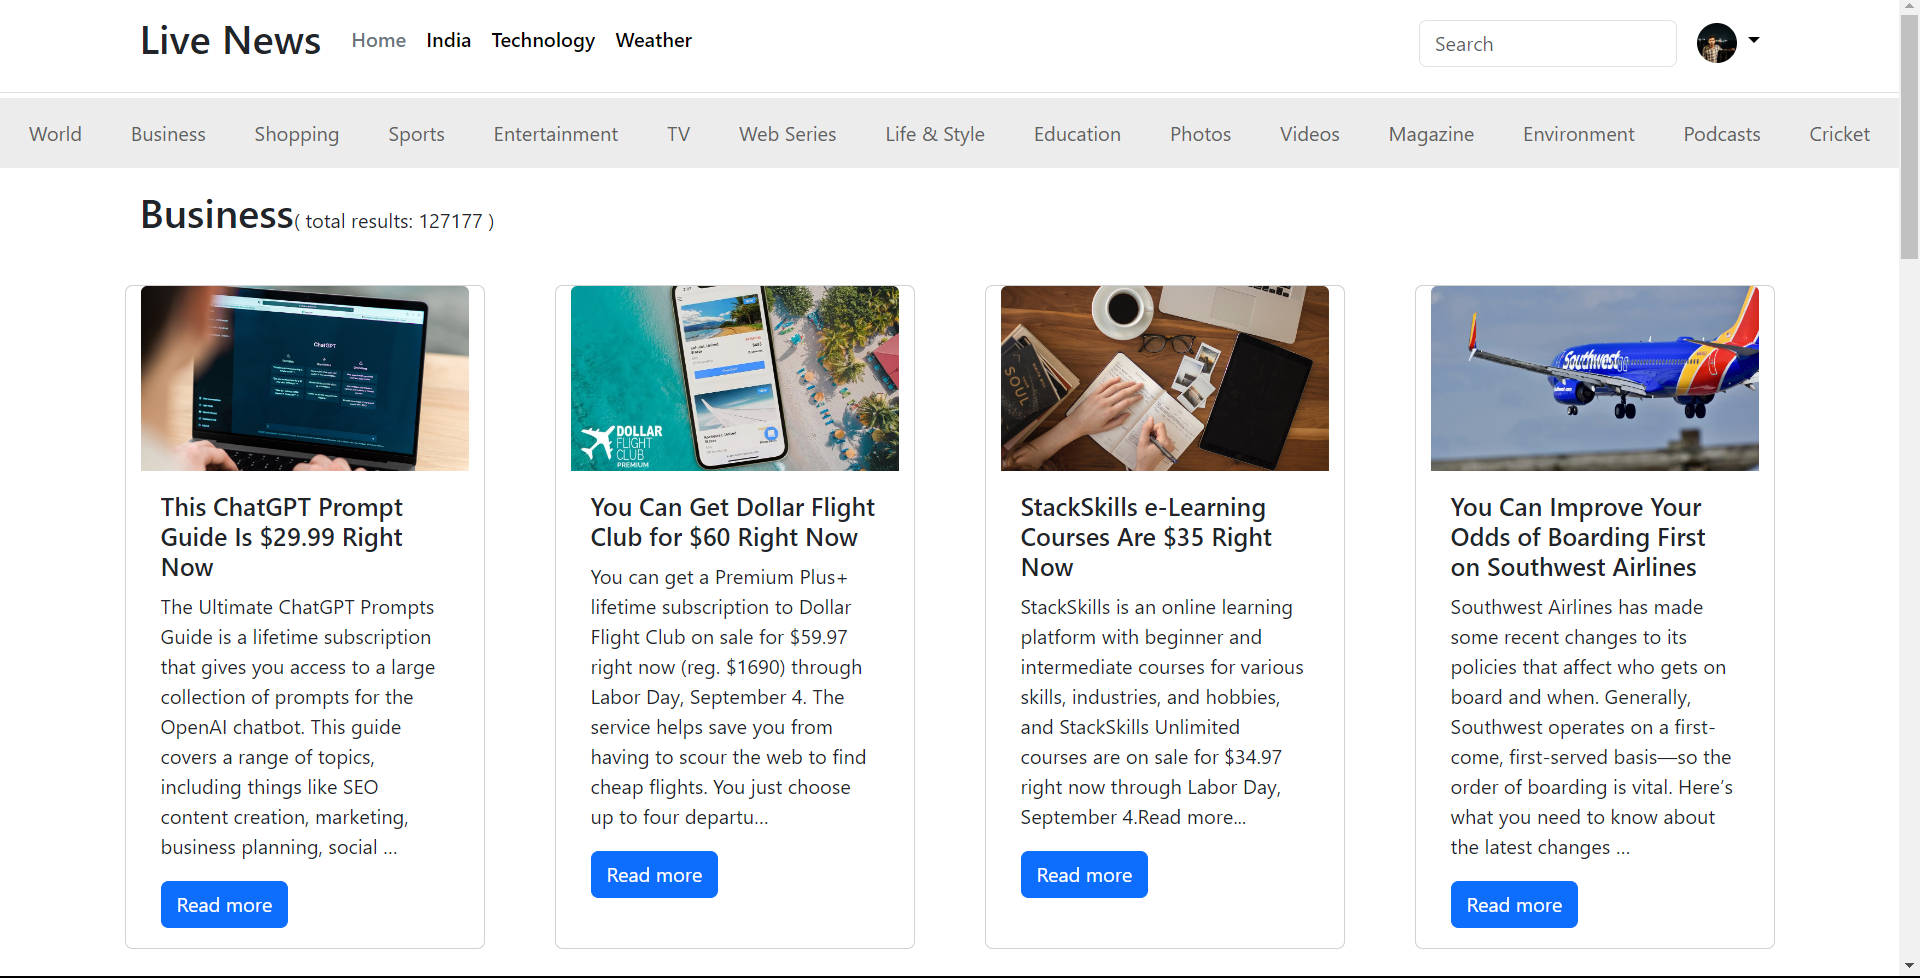 Live News
Home India Technology Weather
Search
World Business Shopping Sports Entertainment TV Web Series Life & Style Education Photos Videos Magazine Environment Podcasts Cricket
Business( total results: 127177 )
ChatGPT
DOLLAR
FLIGHT
CLUB
PREMIUM
SOUL
Southwest
This ChatGPT Prompt
Guide Is $29.99 Right
Now
The Ultimate ChatGPT Prompts
Guide is a lifetime subscription
that gives you access to a large
collection of prompts for the
OpenAI chatbot. This guide
covers a range of topics,
including things like SEO
content creation, marketing,
business planning, social …
Read more
You Can Get Dollar Flight
Club for $60 Right Now
You can get a Premium Plus+
lifetime subscription to Dollar
Flight Club on sale for $59.97
right now (reg. $1690) through
Labor Day, September 4. The
service helps save you from
having to scour the web to find
cheap flights. You just choose
up to four departu…
Read more
StackSkills e-Learning
Courses Are $35 Right
Now
StackSkills is an online learning
platform with beginner and
intermediate courses for various
skills, industries, and hobbies,
and StackSkills Unlimited
courses are on sale for $34.97
right now through Labor Day,
September 4.Read more...
Read more
You Can Improve Your
Odds of Boarding First
on Southwest Airlines
Southwest Airlines has made
some recent changes to its
policies that affect who gets on
board and when. Generally,
Southwest operates on a first-
come, first-served basis—so the
order of boarding is vital. Here’s
what you need to know about
the latest changes …
Read more